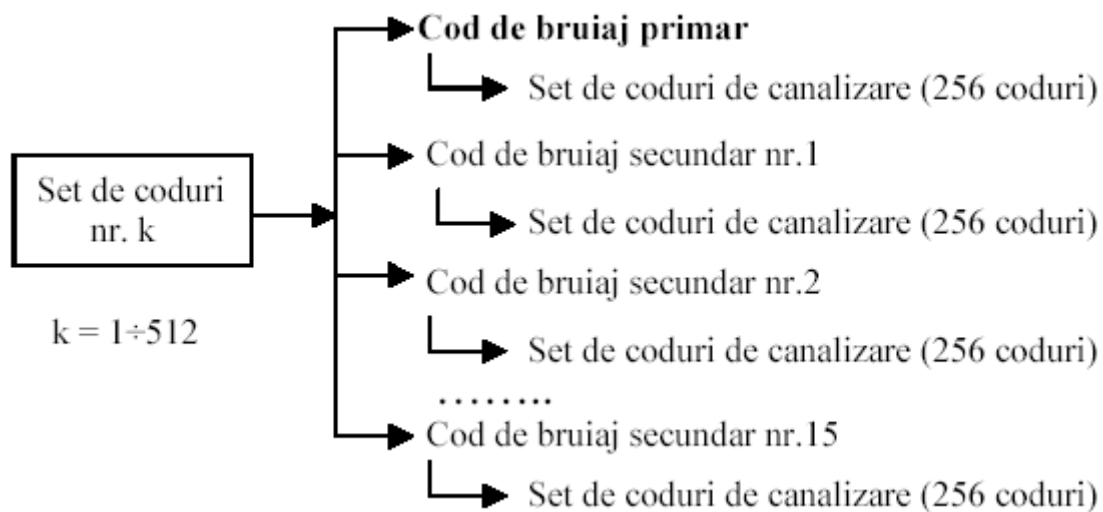 Cod de bruiaj primar
Set de coduri de canalizare (256 coduri)
Cod de bruiaj secundar nr.1
Set de coduri
nr. k
Set de coduri de canalizare (256 coduri)
Cod de bruiaj secundar nr.2
k = 1÷512
Set de coduri de canalizare (256 coduri)
……..
Cod de bruiaj secundar nr.15
Set de coduri de canalizare (256 coduri)